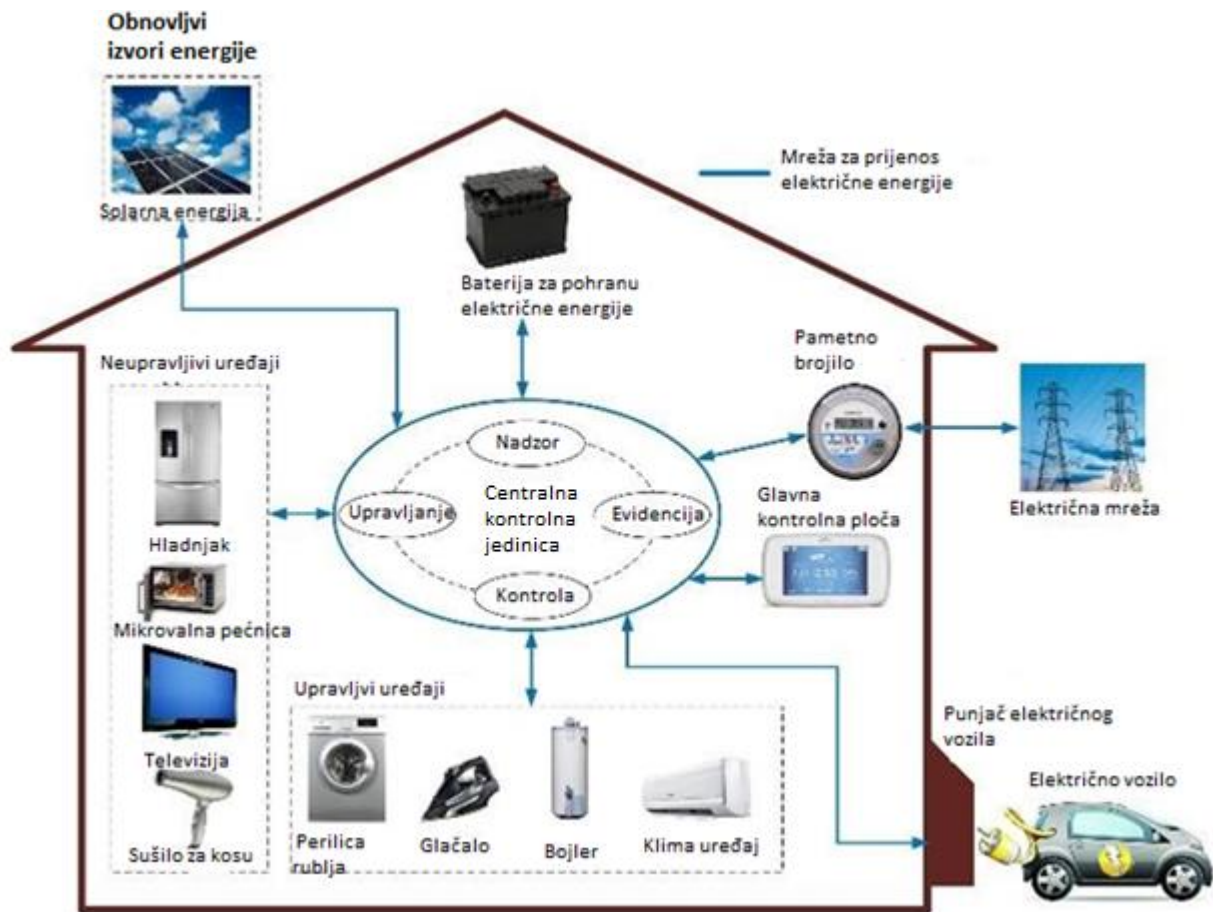 Obnovljvi
izvori energije
Solarna energija
Mreža za prijenos
električne energije
Baterija za pohranu
električne energije
Pametno
brojilo
Neupravljivi uređaji
Hladnjak
Mikrovalna pećnica
Televizija
Sušilo za kosu
Nadzor
Upravljanje
Centralna
kontrolna
jedinica
Evidencija
Kontrola
Glavna
kontrolna ploča
Električna mreža
Upravljvi uređaji
Perilica
rublja
Glačalo
Bojler
Klima uređaj
Punjač električnog
vozila
Električno vozilo